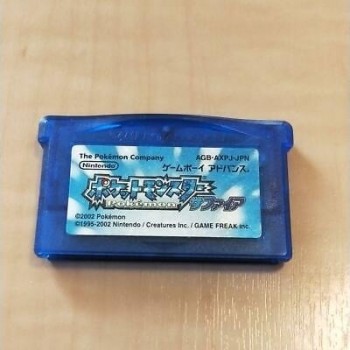 The Pokémon Company AGB-AXPJ-JPN
Nintendo ゲームボーイ アドバンス
ポケットモンスター
Pokémon サファイア
©2002 Pokémon
©1995-2002 Nintendo / Creatures inc. / GAME FREAK inc.